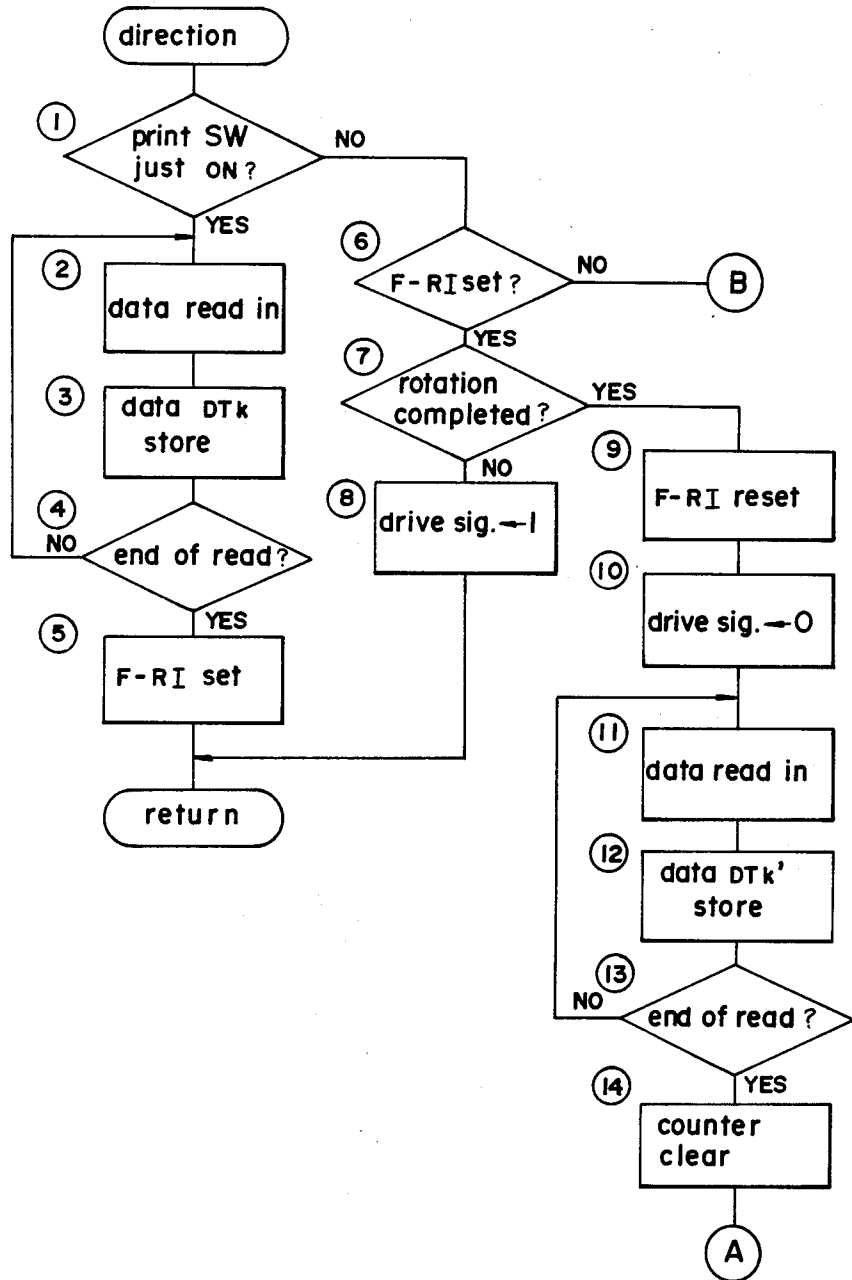 direction
1
print SW
just ON?
NO
YES
2
data read in
3
data DTk
store
4
NO
end of read?
YES
5
F-RI set
return
6
F-RI set?
NO
B
YES
7
rotation
completed?
YES
NO
8
drive sig.←1
9
F-RI reset
10
drive sig.←0
11
data read in
12
data DTk'
store
13
NO
end of read?
YES
14
counter
clear
A